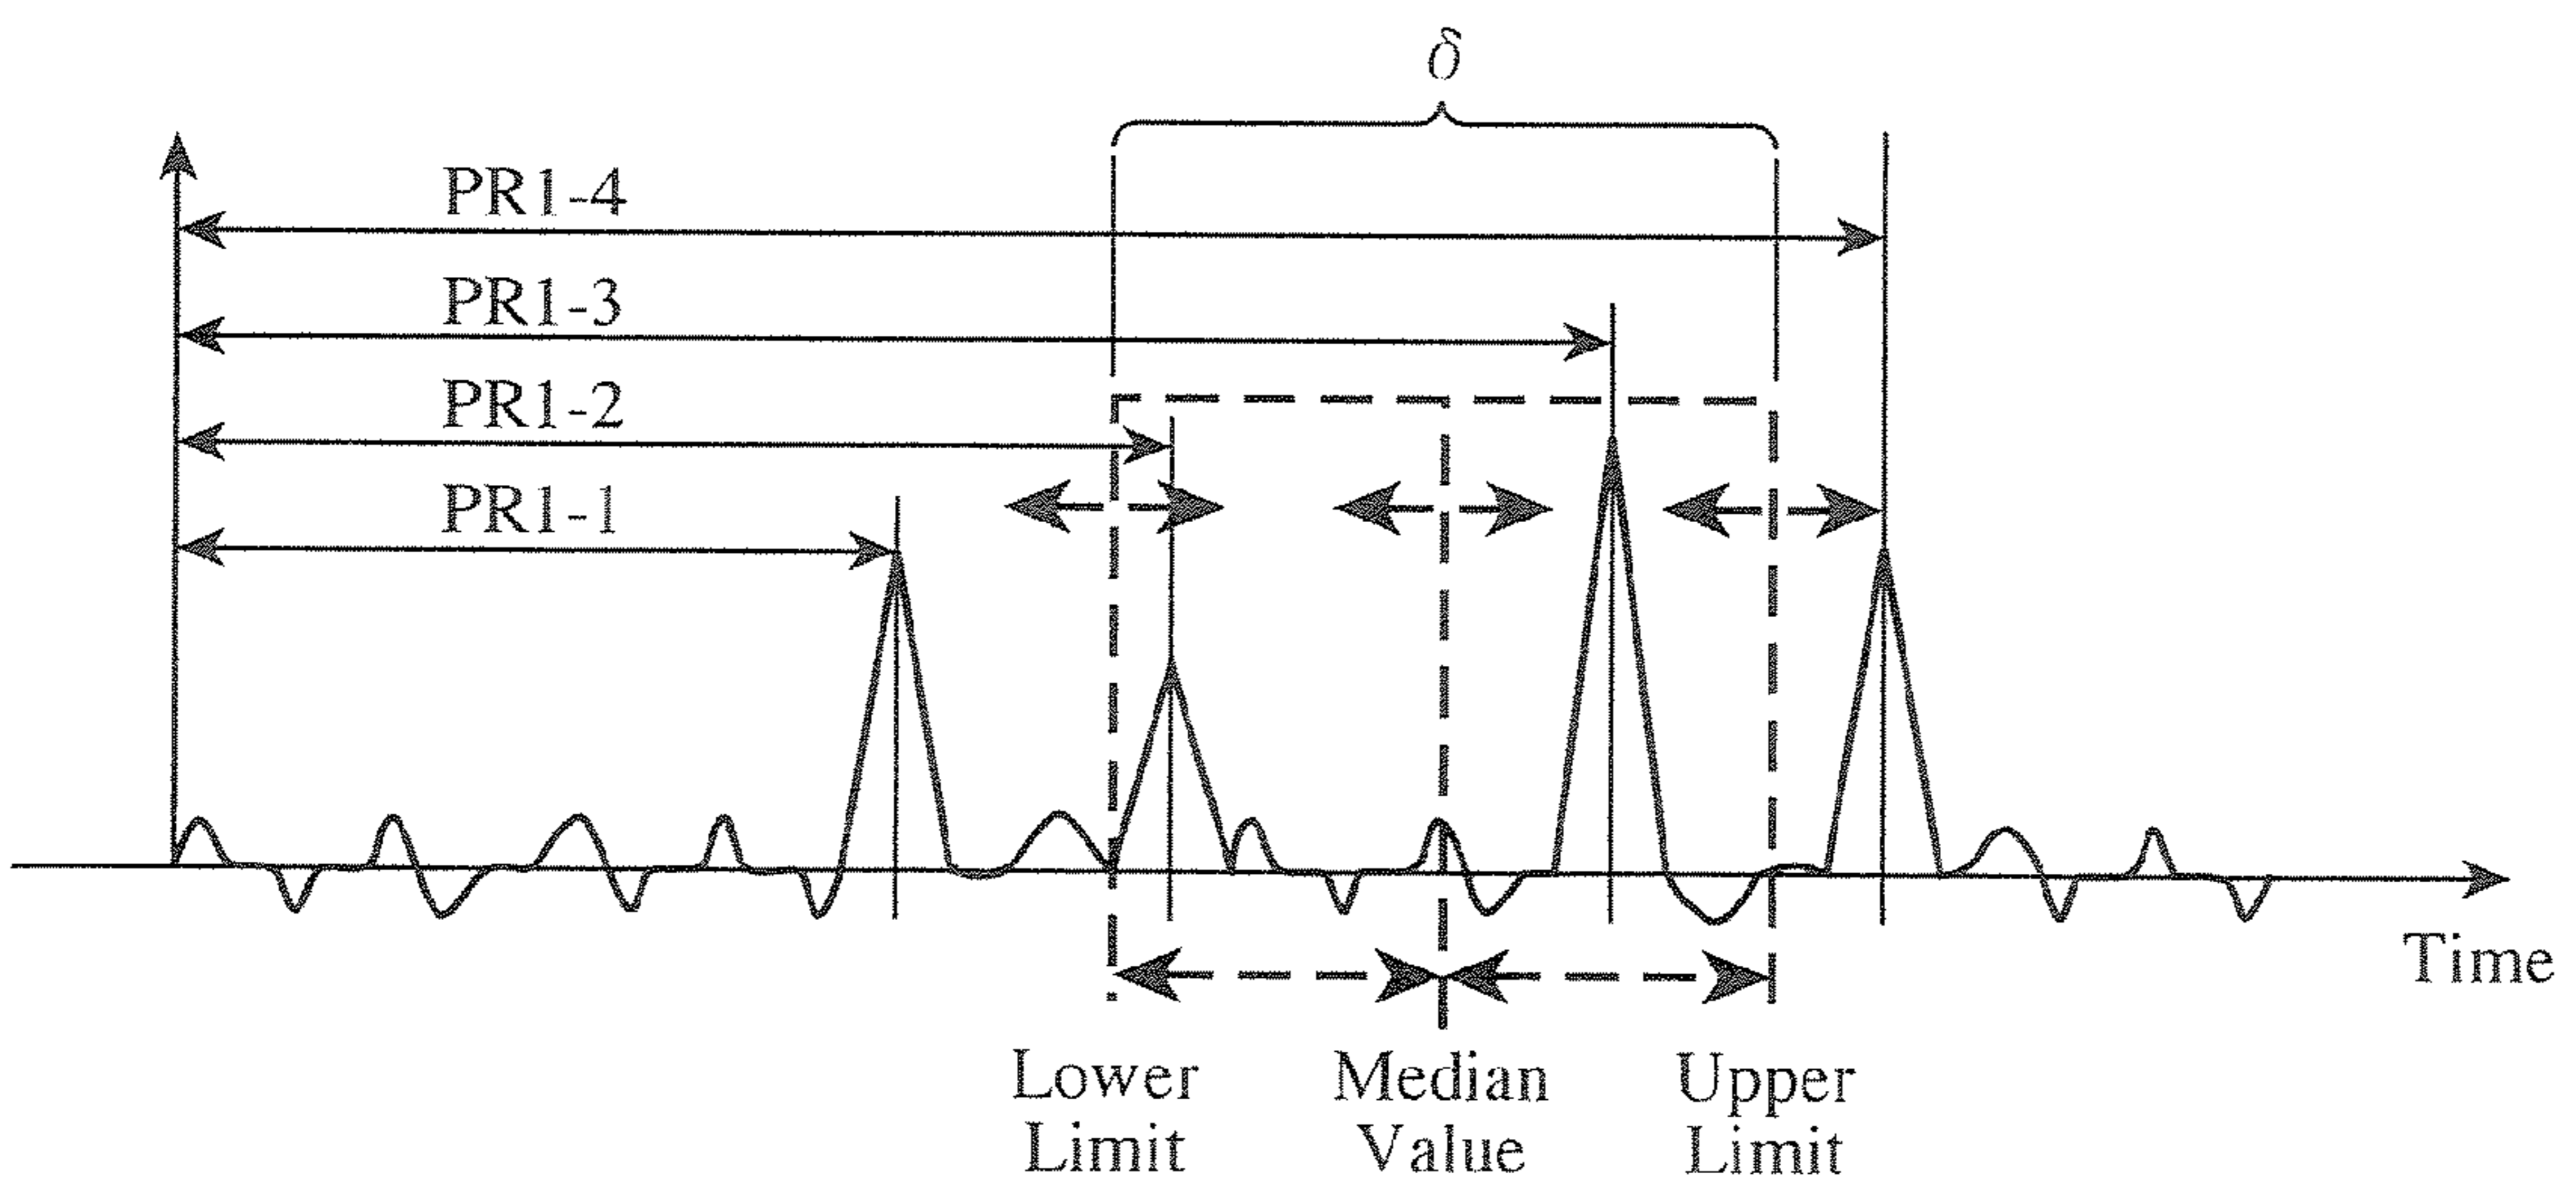 δ
PR1-4
PR1-3
PR1-2
PR1-1
Time
Lower
Limit
Median
Value
Upper
Limit